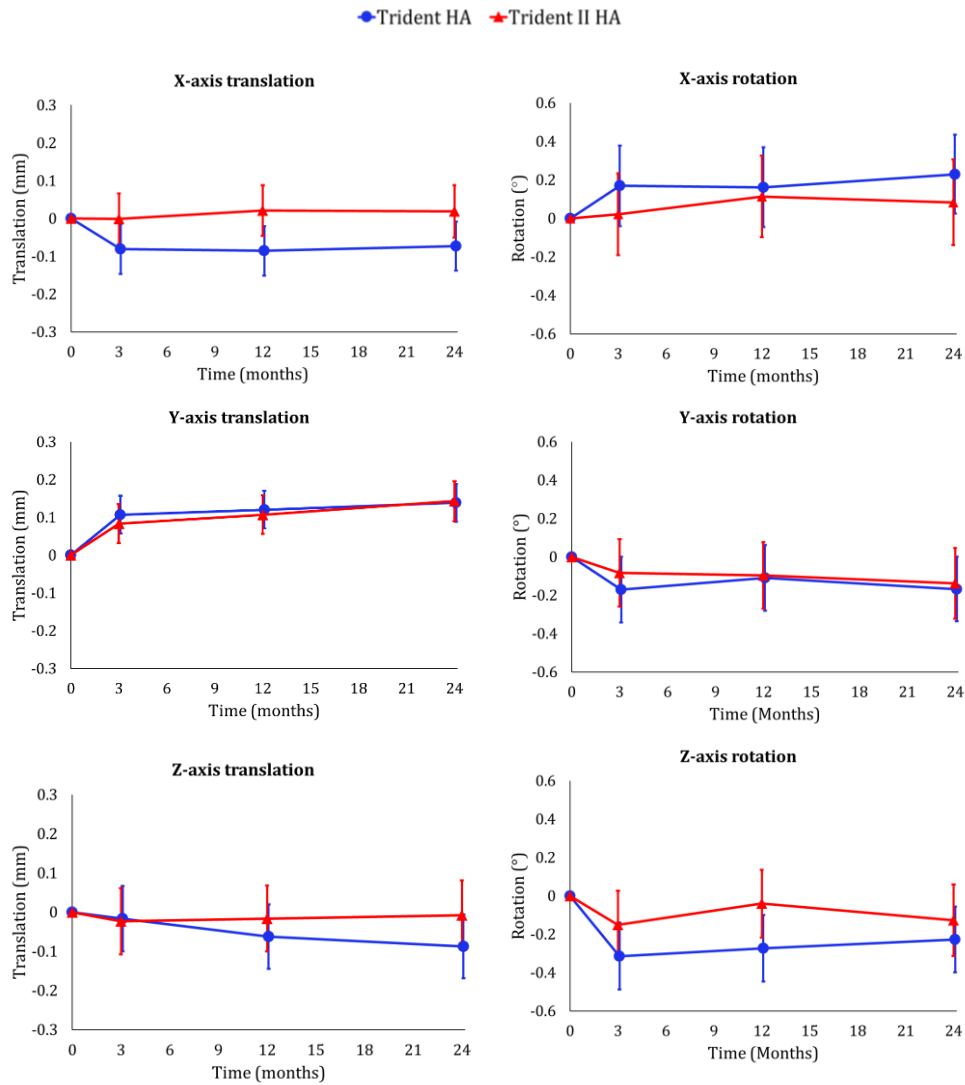 Trident HA Trident II HA
X-axis translation
Translation (mm)
0.3
0.2
0.1
0
-0.1
-0.2
-0.3
0 3 6 9 12 15 18 21 24
Time (months)
X-axis rotation
Rotation (°)
0.6
0.4
0.2
0
-0.2
-0.4
-0.6
0 3 6 9 12 15 18 21 24
Time (months)
Y-axis translation
Translation (mm)
0.3
0.2
0.1
0
-0.1
-0.2
-0.3
0 3 6 9 12 15 18 21 24
Time (months)
Y-axis rotation
Rotation (°)
0.6
0.4
0.2
0
-0.2
-0.4
-0.6
0 3 6 9 12 15 18 21 24
Time (Months)
Z-axis translation
Translation (mm)
0.3
0.2
0.1
0
-0.1
-0.2
-0.3
0 3 6 9 12 15 18 21 24
Time (months)
Z-axis rotation
Rotation (°)
0.6
0.4
0.2
0
-0.2
-0.4
-0.6
0 3 6 9 12 15 18 21 24
Time (Months)